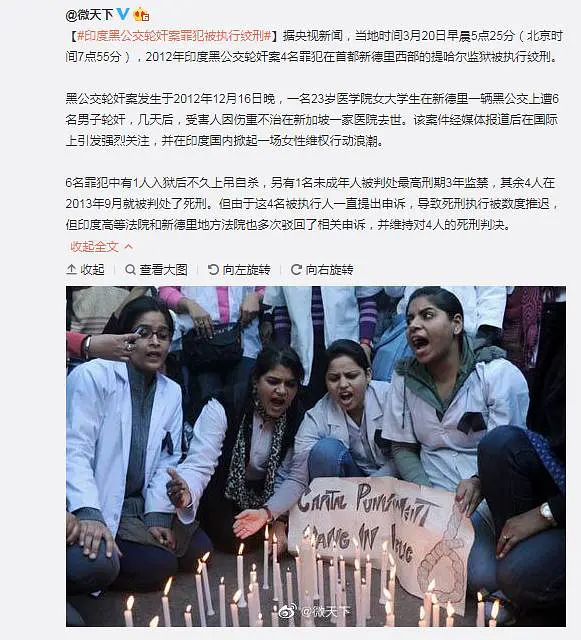 @微天下
【#印度黑公交轮奸案罪犯被执行绞刑#】据央视新闻，当地时间3月20日早晨5点25分（北京时
间7点55分），2012年印度黑公交轮奸案4名罪犯在首都新德里西部的提哈尔监狱被执行绞刑。
黑公交轮奸案发生于2012年12月16日晚，一名23岁医学院女大学生在新德里一辆黑公交上遭6
名男子轮奸，几天后，受害人因伤重不治在新加坡一家医院去世。该案件经媒体报道后在国际
上引发强烈关注，并在印度国内掀起一场女性维权行动浪潮。
6名罪犯中有1人入狱后不久上吊自杀，另有1名未成年人被判处最高刑期3年监禁，其余4人在
2013年9月就被判处了死刑。但由于这4名被执行人一直提出申诉，导致死刑执行被数度推迟，
但印度高等法院和新德里地方法院也多次驳回了相关申诉，并维持对4人的死刑判决。
收起全文
收起 查看大图 向左旋转 向右旋转
CAPITAL PUNISHMENT
HANG IN
@微天下